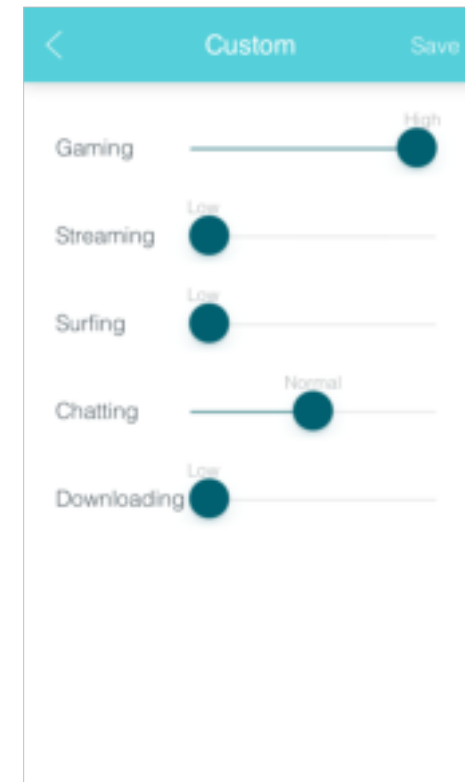 Custom Save
High
Gaming
Low
Streaming
Low
Surfing
Normal
Chatting
Low
Downloading